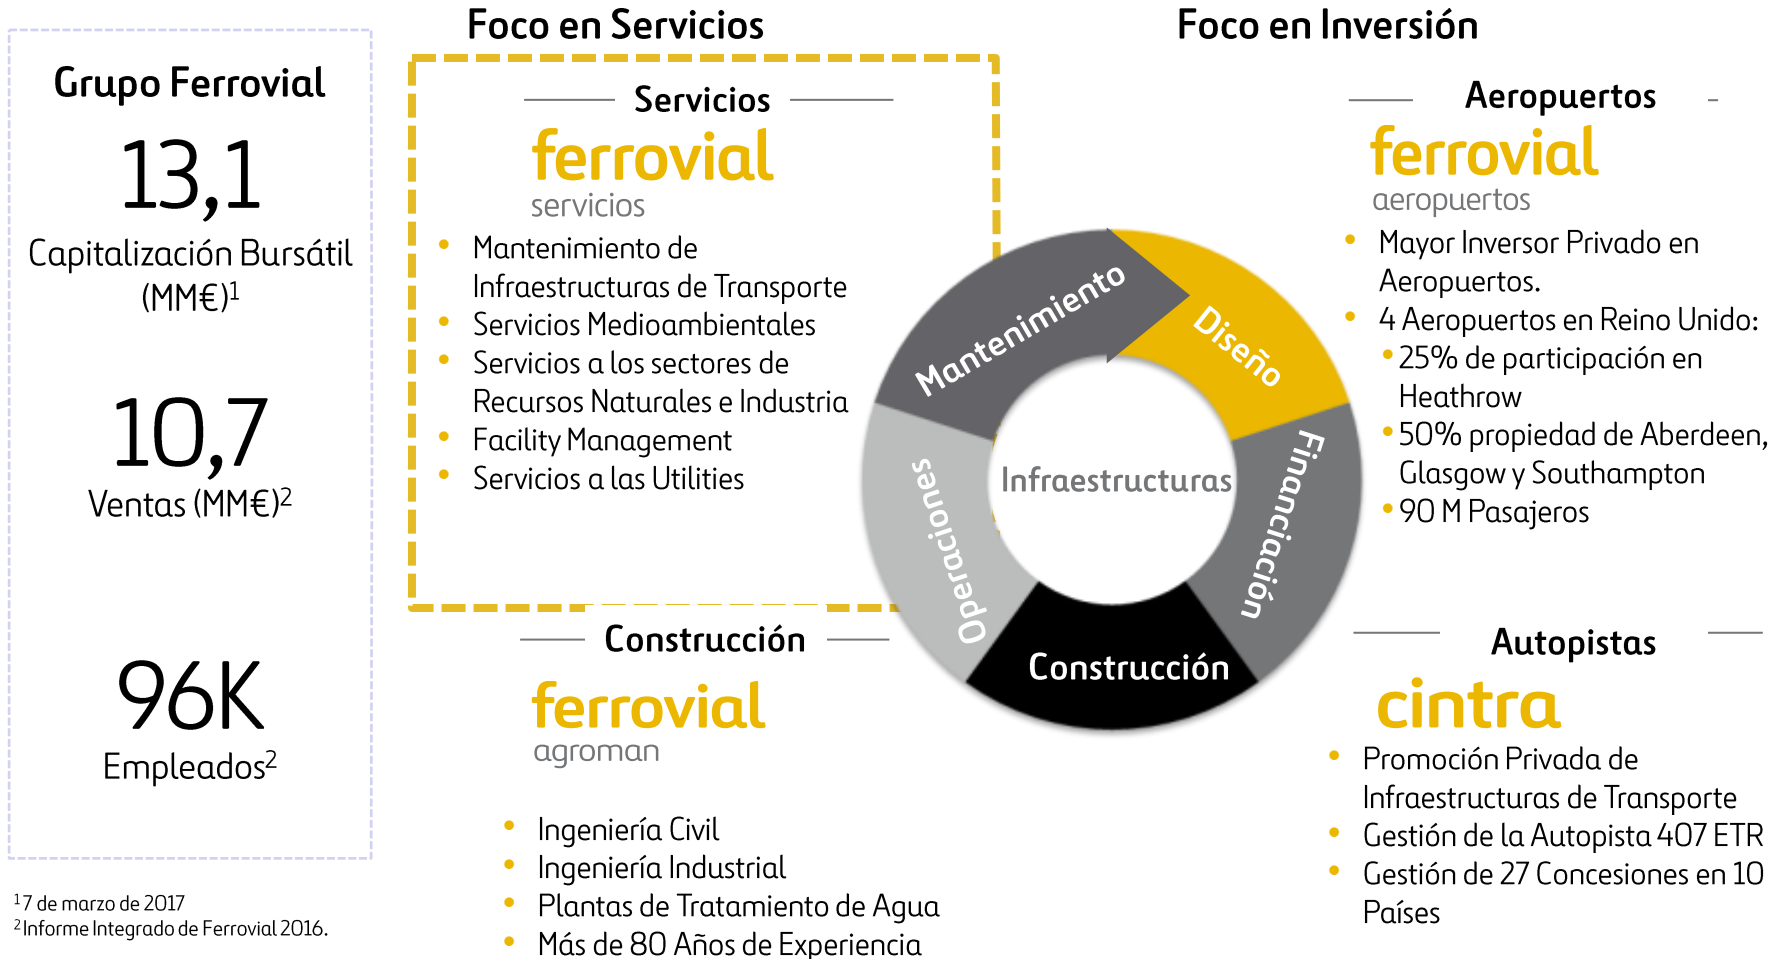 Grupo Ferrovial
13,1
Capitalización Bursátil
(MM€)1
10,7
Ventas (MM€)2
96K
Empleados2
1 7 de marzo de 2017
2 Informe Integrado de Ferrovial 2016.
Foco en Servicios
Servicios
ferrovial
servicios
• Mantenimiento de
Infraestructuras de Transporte
• Servicios Medioambientales
• Servicios a los sectores de
Recursos Naturales e Industria
• Facility Management
• Servicios a las Utilities
Construcción
ferrovial
agroman
• Ingeniería Civil
• Ingeniería Industrial
• Plantas de Tratamiento de Agua
• Más de 80 Años de Experiencia
Mantenimiento
Diseño
Financiación
Construcción
Operaciones
Infraestructuras
Foco en Inversión
Aeropuertos
ferrovial
aeropuertos
• Mayor Inversor Privado en
Aeropuertos.
• 4 Aeropuertos en Reino Unido:
• 25% de participación en
Heathrow
• 50% propiedad de Aberdeen,
Glasgow y Southampton
• 90 M Pasajeros
Autopistas
cintra
• Promoción Privada de
Infraestructuras de Transporte
• Gestión de la Autopista 407 ETR
• Gestión de 27 Concesiones en 10
Países